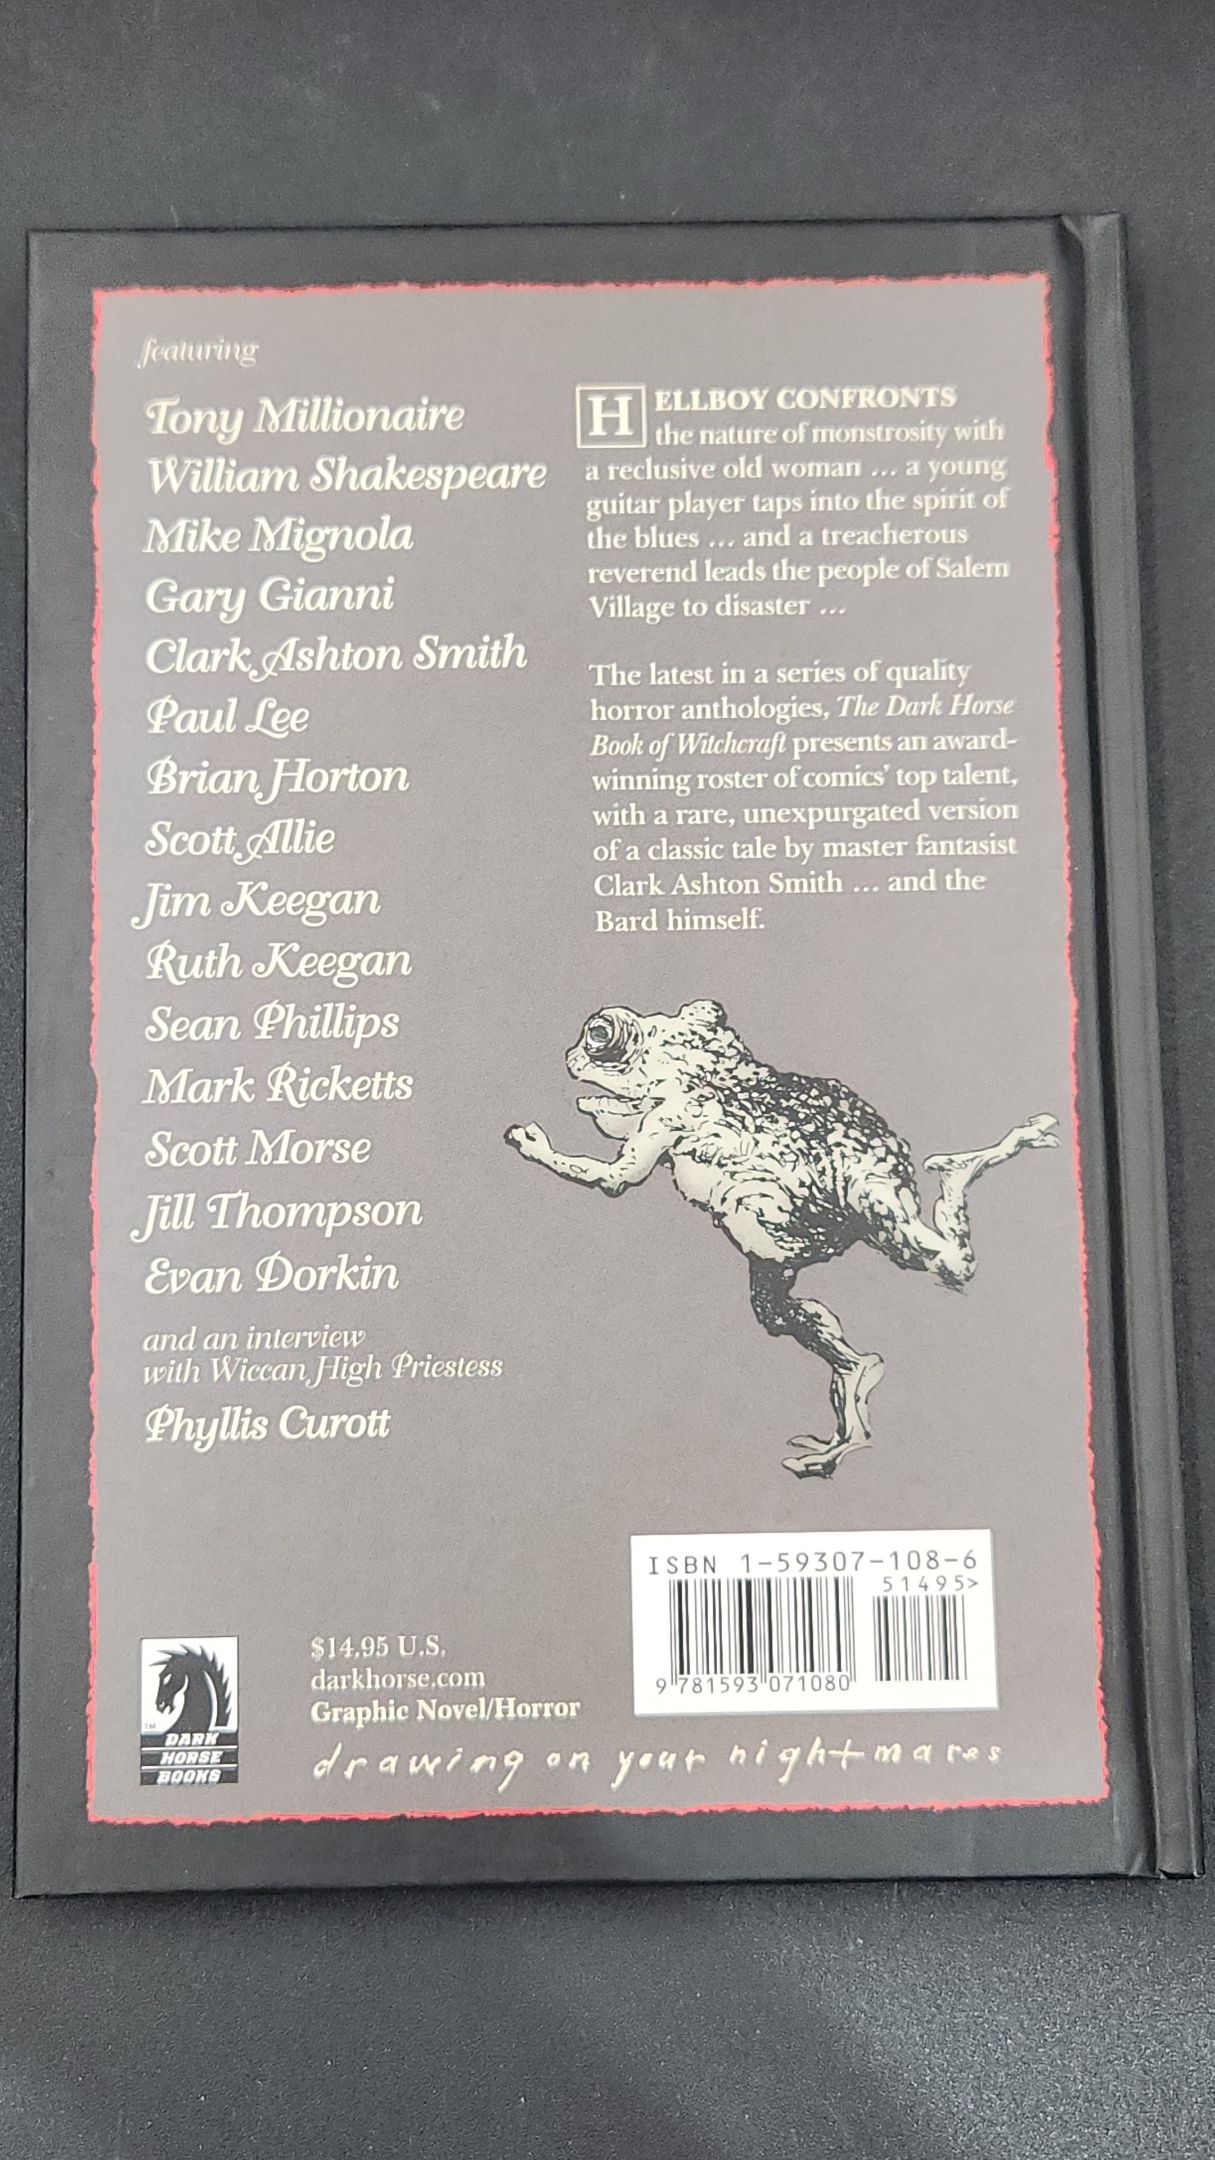 featuring
Tony Millionaire
William Shakespeare
Mike Mignola
Gary Gianni
Clark Ashton Smith
Paul Lee
Brian Horton
Scott Allie
Jim Keegan
Ruth Keegan
Sean Phillips
Mark Ricketts
Scott Morse
Jill Thompson
Evan Dorkin
and an interview
with Wiccan High Priestess
Phyllis Curott
HELLBOY CONFRONTS
the nature of monstrosity with
a reclusive old woman ... a young
guitar player taps into the spirit of
the blues ... and a treacherous
reverend leads the people of Salem
Village to disaster ...
The latest in a series of quality
horror anthologies, The Dark Horse
Book of Witchcraft presents an award-
winning roster of comics' top talent,
with a rare, unexpurgated version
of a classic tale by master fantasist
Clark Ashton Smith ... and the
Bard himself.
ISBN 1-59307-108-6
51495>
9 781593 071080
$14.95 U.S.
darkhorse.com
Graphic Novel/Horror
drawing on your nightmares
TM
DARK
HORSE
BOOKS